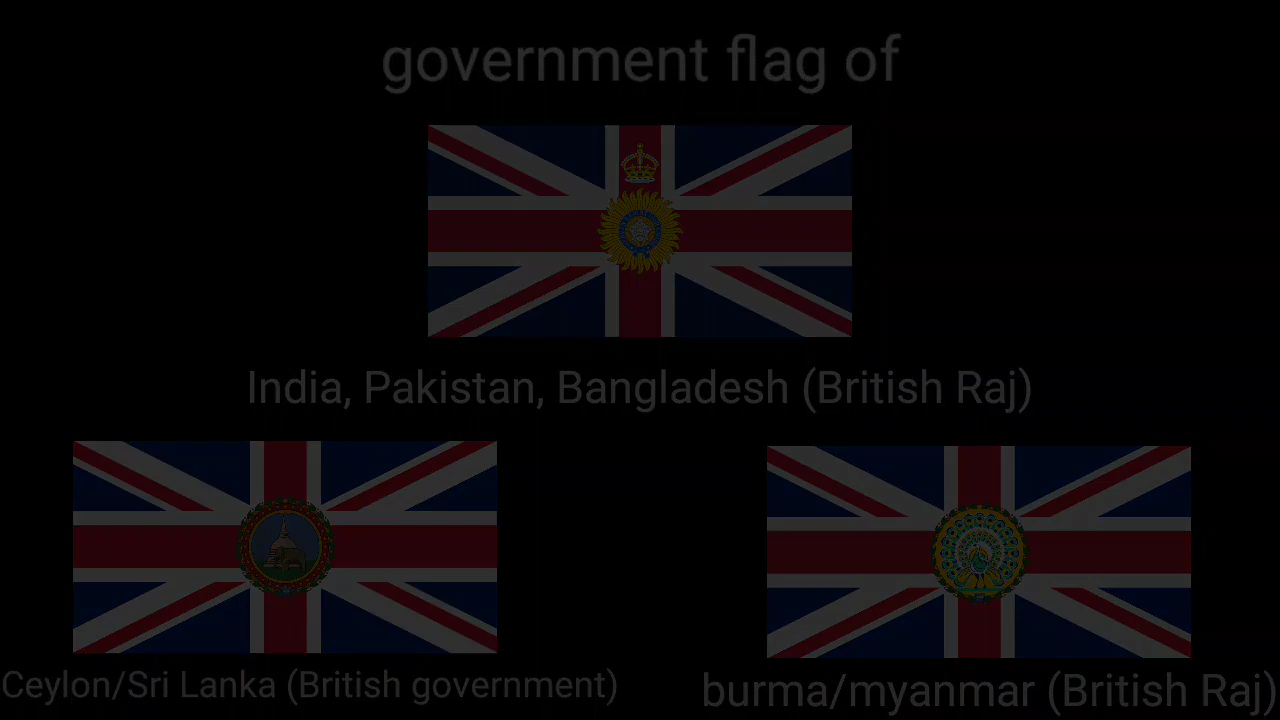 government flag of
India, Pakistan, Bangladesh (British Raj)
Ceylon/Sri Lanka (British government)
burma/myanmar (British Raj)